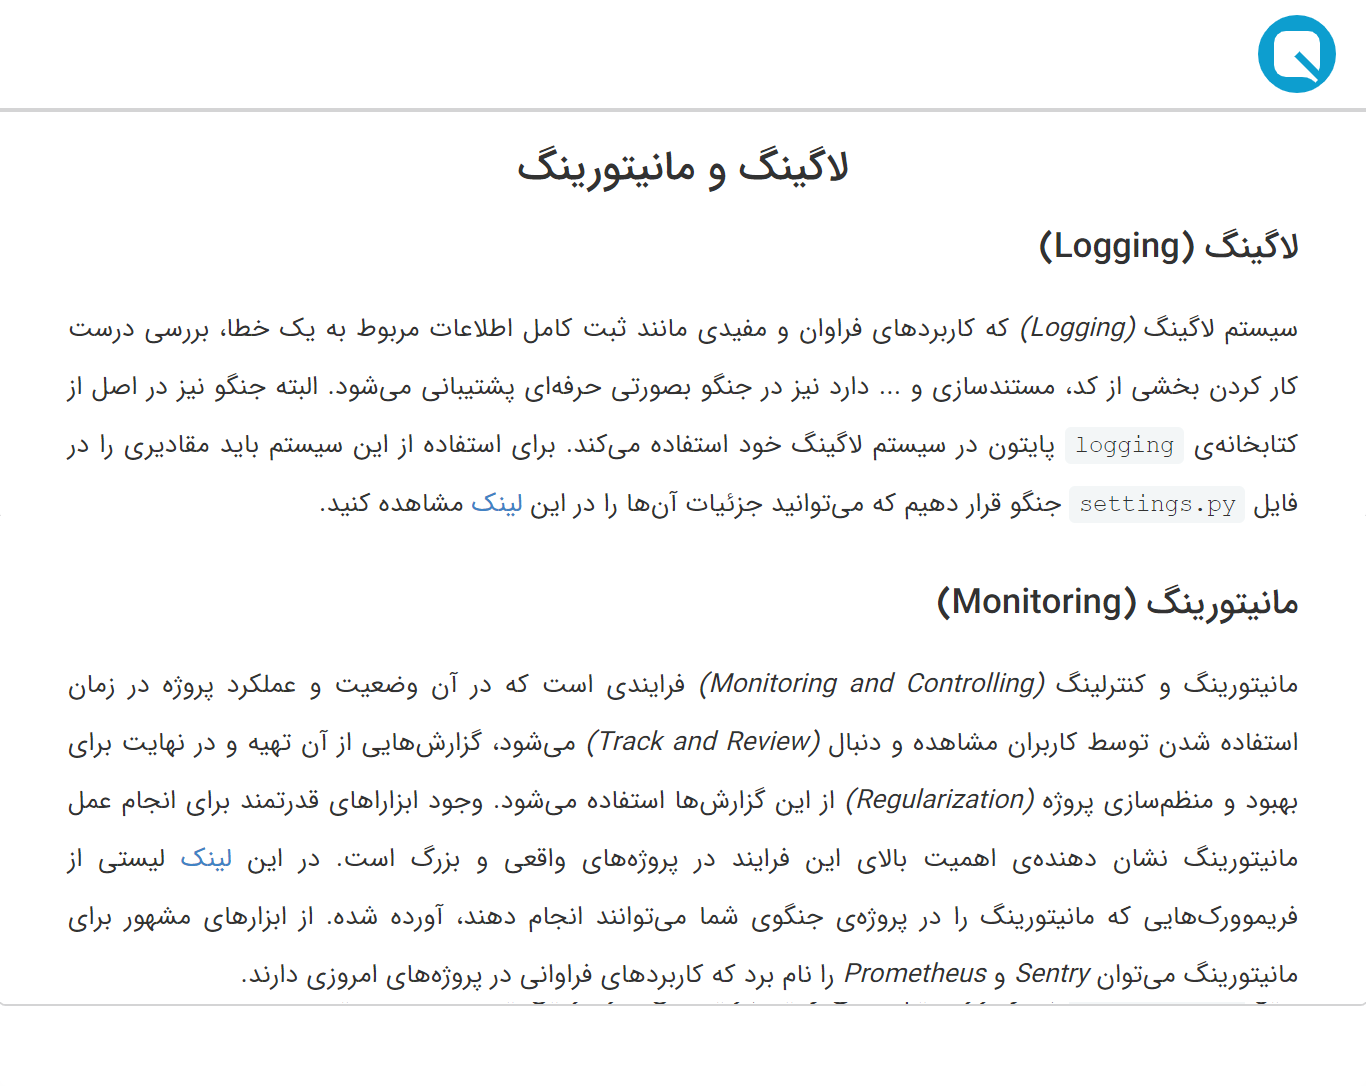 لاگینگ و مانیتورینگ
لاگینگ (Logging)
سیستم لاگینگ (Logging) که کاربردهای فراوان و مفیدی مانند ثبت کامل اطلاعات مربوط به یک خطا، بررسی درست
کار کردن بخشی از کد، مستندسازی و ... دارد نیز در جنگو بصورتی حرفه‌ای پشتیبانی می‌شود. البته جنگو نیز در اصل از
کتابخانه‌ی logging پایتون در سیستم لاگینگ خود استفاده می‌کند. برای استفاده از این سیستم باید مقادیری را در
فایل settings.py جنگو قرار دهیم که می‌توانید جزئیات آن‌ها را در این لینک مشاهده کنید.
مانیتورینگ (Monitoring)
مانیتورینگ و کنترلینگ (Monitoring and Controlling) فرایندی است که در آن وضعیت و عملکرد پروژه در زمان
استفاده شدن توسط کاربران مشاهده و دنبال (Track and Review) می‌شود، گزارش‌هایی از آن تهیه و در نهایت برای
بهبود و منظم‌سازی پروژه (Regularization) از این گزارش‌ها استفاده می‌شود. وجود ابزاراهای قدرتمند برای انجام عمل
مانیتورینگ نشان دهنده‌ی اهمیت بالای این فرایند در پروژه‌های واقعی و بزرگ است. در این لینک لیستی از
فریموورک‌هایی که مانیتورینگ را در پروژه‌ی جنگوی شما می‌توانند انجام دهند، آورده شده. از ابزارهای مشهور برای
مانیتورینگ می‌توان Sentry و Prometheus را نام برد که کاربردهای فراوانی در پروژه‌های امروزی دارند.